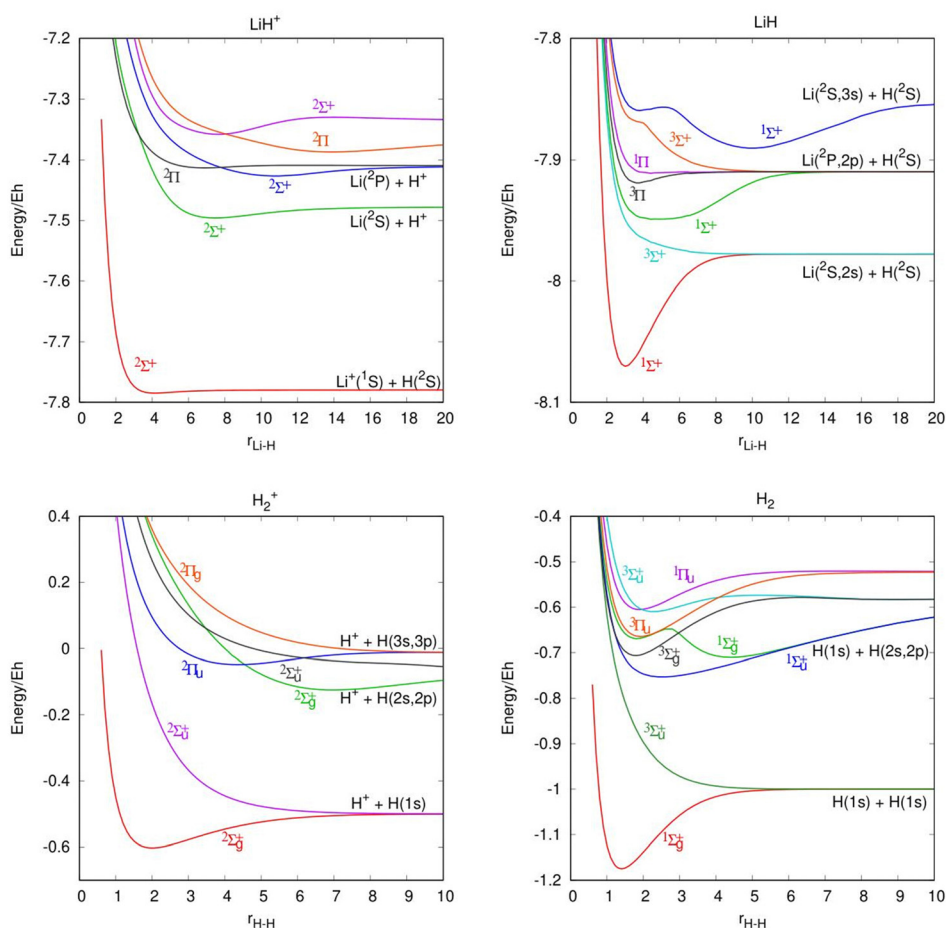 LiH⁺
-7.2
-7.3
-7.4
-7.5
-7.6
-7.7
-7.8
Energy/Eh
²Σ⁺
²Π
²Π
²Σ⁺
Li(²P) + H⁺
Li(²S) + H⁺
²Σ⁺
²Σ⁺
Li⁺(¹S) + H(²S)
0 2 4 6 8 10 12 14 16 18 20
r_Li-H
LiH
-7.8
-7.9
-8
-8.1
Energy/Eh
Li(²S,3s) + H(²S)
³Σ⁺
¹Σ⁺
¹Π
Li(²P,2p) + H(²S)
³Π
¹Σ⁺
³Σ⁺
Li(²S,2s) + H(²S)
¹Σ⁺
0 2 4 6 8 10 12 14 16 18 20
r_Li-H
H₂⁺
0.4
0.2
0
-0.2
-0.4
-0.6
Energy/Eh
²Πg
H⁺ + H(3s,3p)
²Πu
²Σu⁺
²Σg⁺
H⁺ + H(2s,2p)
²Σu⁺
H⁺ + H(1s)
²Σg⁺
0 1 2 3 4 5 6 7 8 9 10
r_H-H
H₂
-0.4
-0.5
-0.6
-0.7
-0.8
-0.9
-1
-1.1
-1.2
Energy/Eh
³Σu⁺
¹Πu
³Πu
³Σg⁺
¹Σg⁺
H(1s) + H(2s,2p)
¹Σu⁺
³Σu⁺
H(1s) + H(1s)
¹Σg⁺
0 1 2 3 4 5 6 7 8 9 10
r_H-H